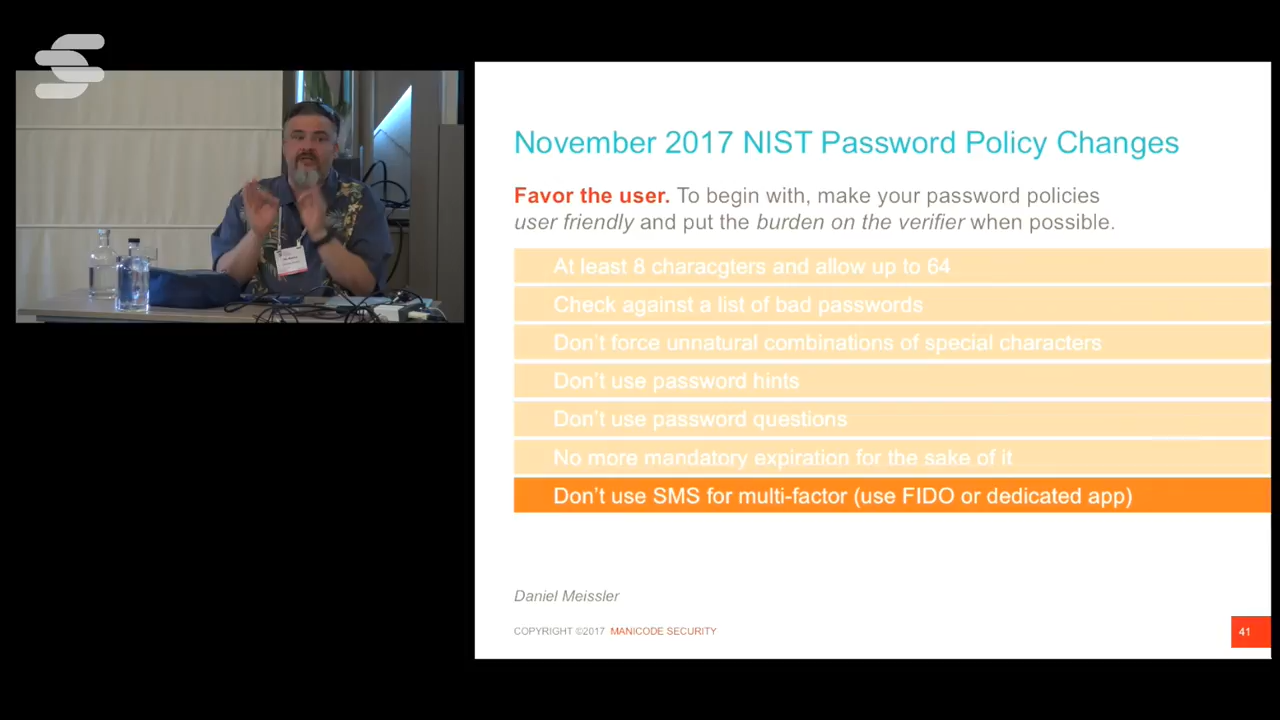 November 2017 NIST Password Policy Changes
Favor the user. To begin with, make your password policies
user friendly and put the burden on the verifier when possible.
At least 8 characgters and allow up to 64
Check against a list of bad passwords
Don't force unnatural combinations of special characters
Don't use password hints
Don't use password questions
No more mandatory expiration for the sake of it
Don't use SMS for multi-factor (use FIDO or dedicated app)
Daniel Meissler
COPYRIGHT ©2017 MANICODE SECURITY
41